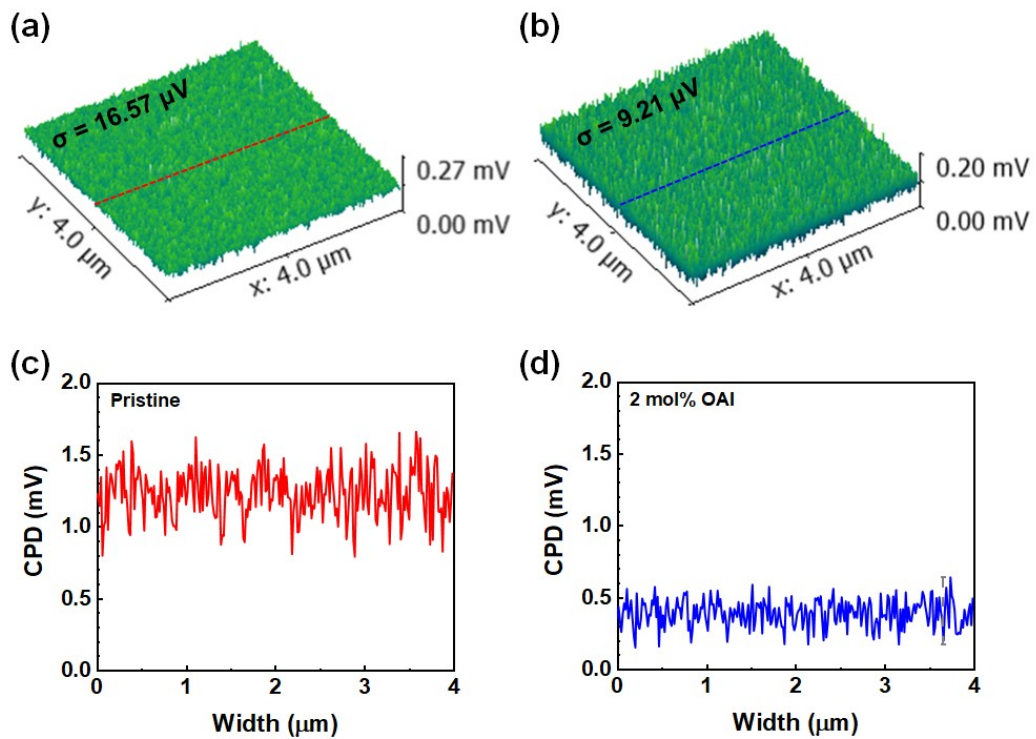 (a)
σ = 16.57 μV
0.27 mV
0.00 mV
y: 4.0 μm
x: 4.0 μm
(b)
σ = 9.21 μV
0.20 mV
0.00 mV
y: 4.0 μm
x: 4.0 μm
(c)
Pristine
CPD (mV)
2.0
1.5
1.0
0.5
0.0
0 1 2 3 4
Width (μm)
(d)
2 mol% OAI
CPD (mV)
2.0
1.5
1.0
0.5
0.0
0 1 2 3 4
Width (μm)